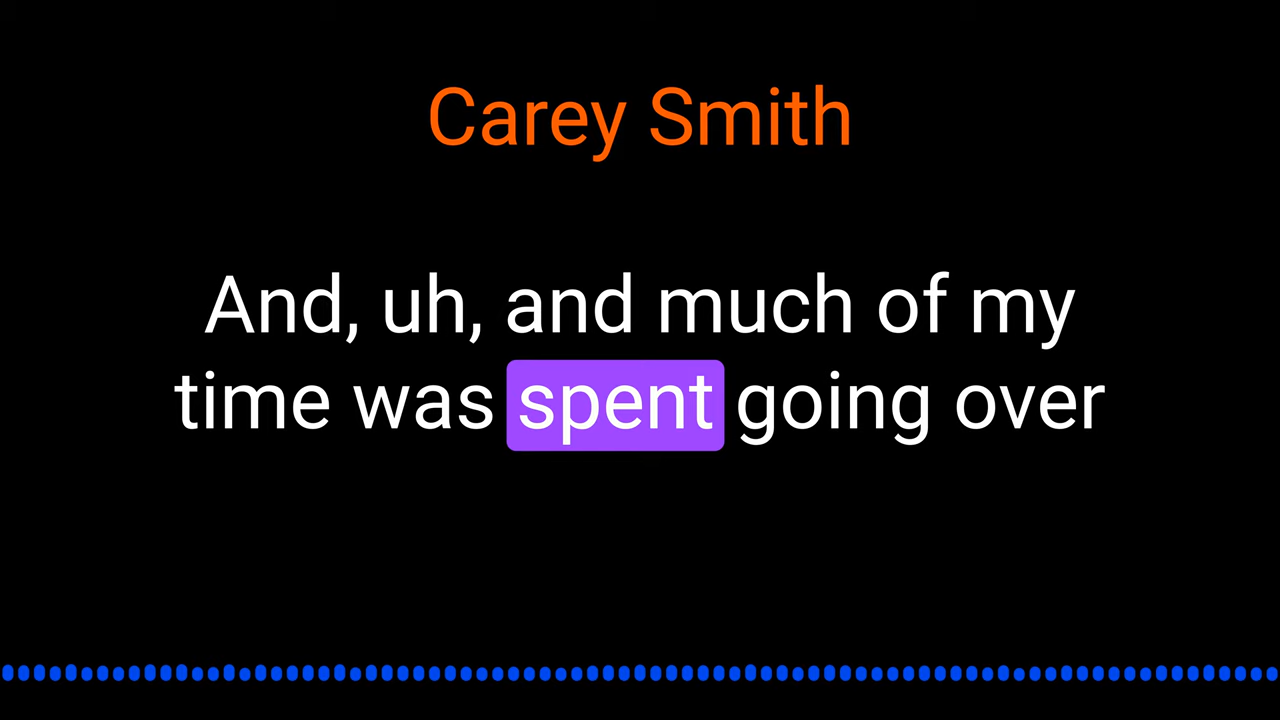 Carey Smith
And, uh, and much of my
time was spent going over